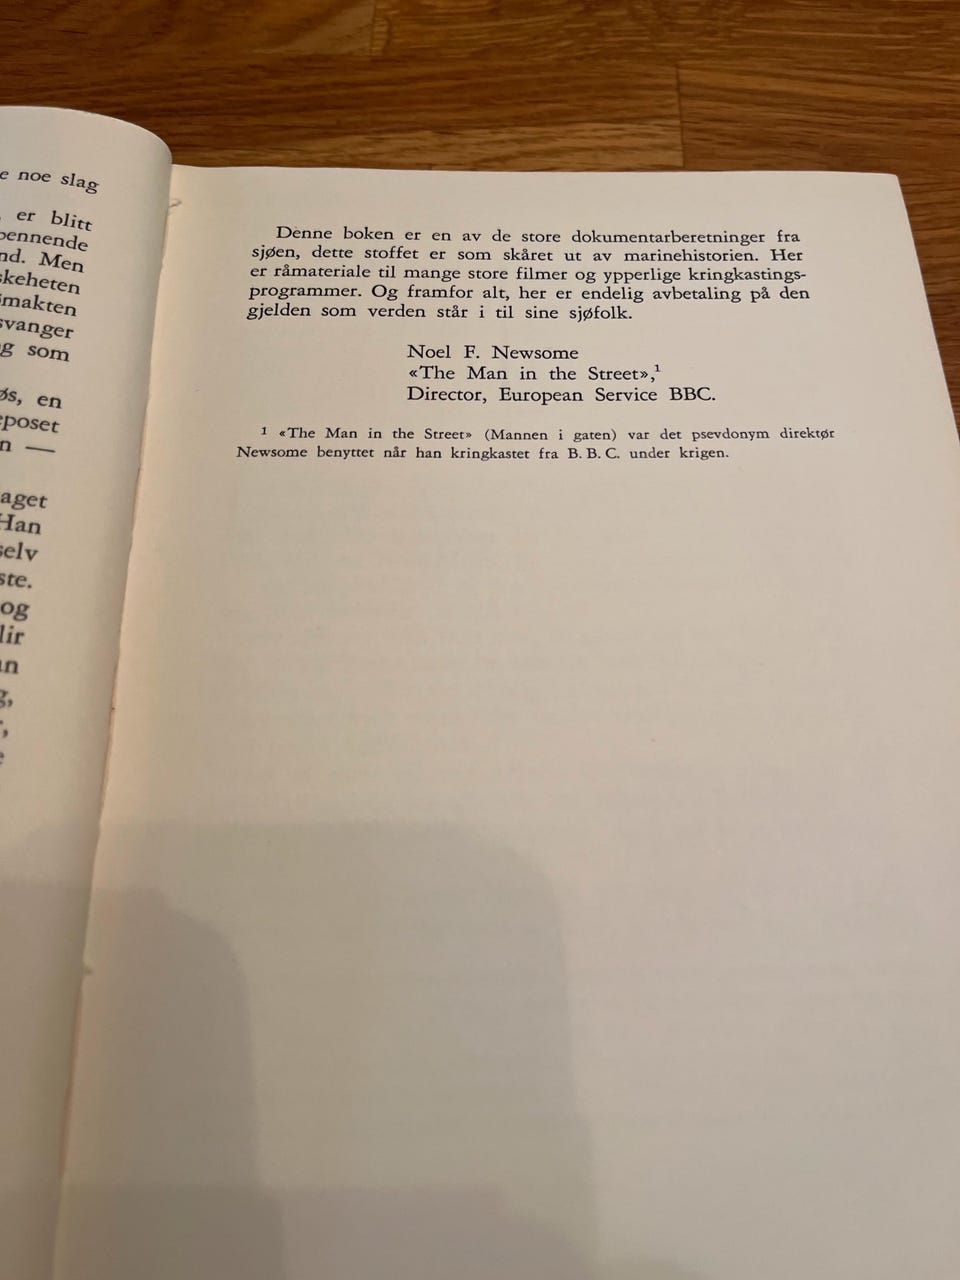 e noe slag
er blitt
pennende
nd. Men
skeheten
makten
svanger
g som
øs, en
eposet
n —
aget
Han
selv
ste.
og
lir
an
g,
Denne boken er en av de store dokumentarberetninger fra
sjøen, dette stoffet er som skåret ut av marinehistorien. Her
er råmateriale til mange store filmer og ypperlige kringkastings-
programmer. Og framfor alt, her er endelig avbetaling på den
gjelden som verden står i til sine sjøfolk.
Noel F. Newsome
«The Man in the Street»,¹
Director, European Service BBC.
¹ «The Man in the Street» (Mannen i gaten) var det psevdonym direktør
Newsome benyttet når han kringkastet fra B. B. C. under krigen.